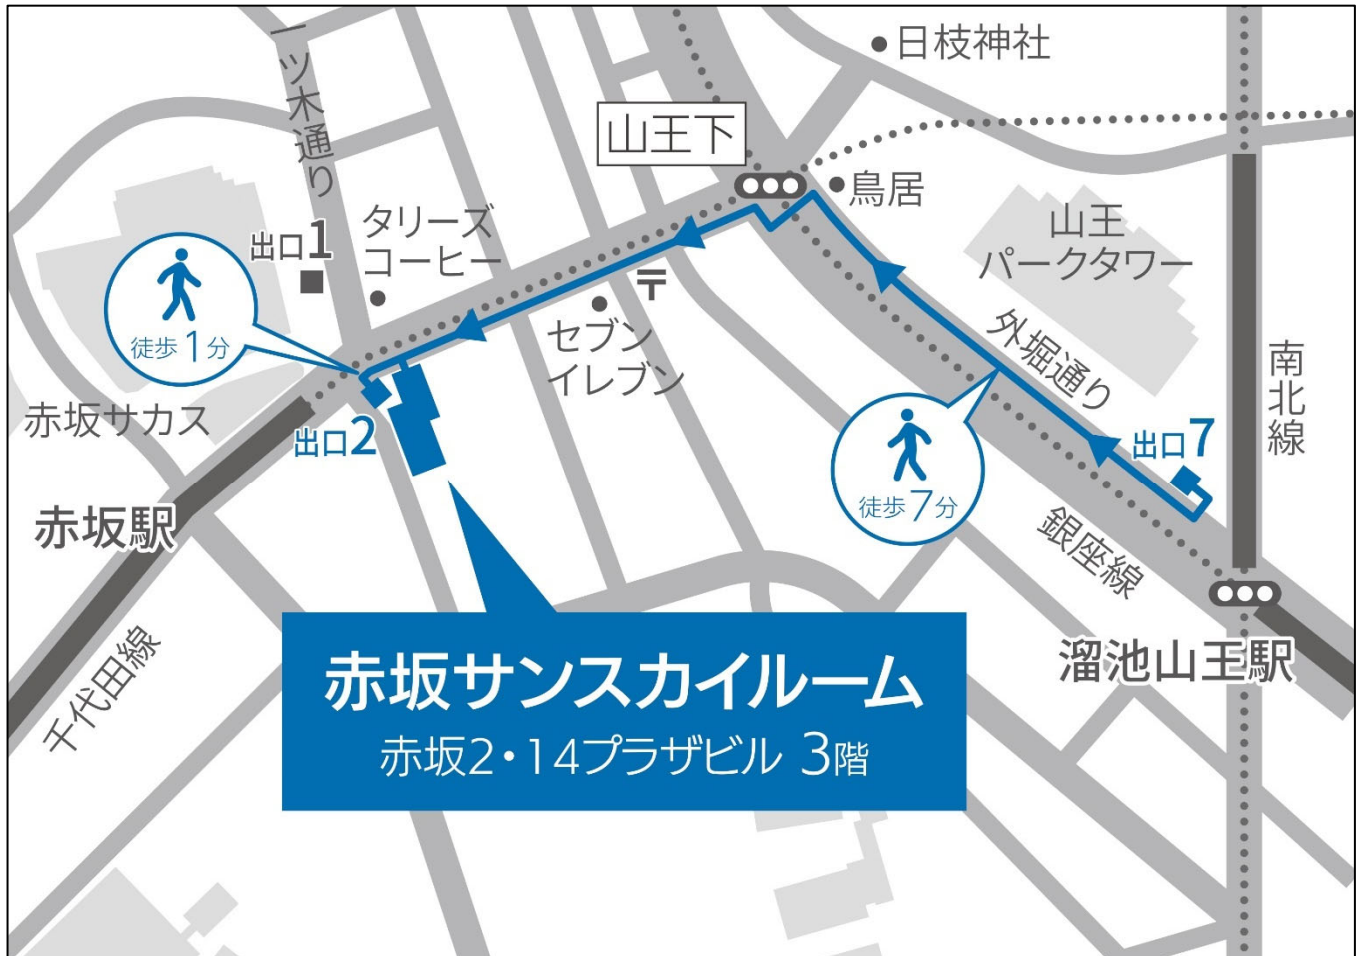 一ツ木通り
日枝神社
山王下
鳥居
タリーズ
コーヒー
出口1
山王
パークタワー
徒歩1分
〒
セブン
イレブン
外堀通り
南北線
赤坂サカス
出口2
出口7
徒歩7分
赤坂駅
銀座線
千代田線
溜池山王駅
赤坂サンスカイルーム
赤坂2・14プラザビル 3階